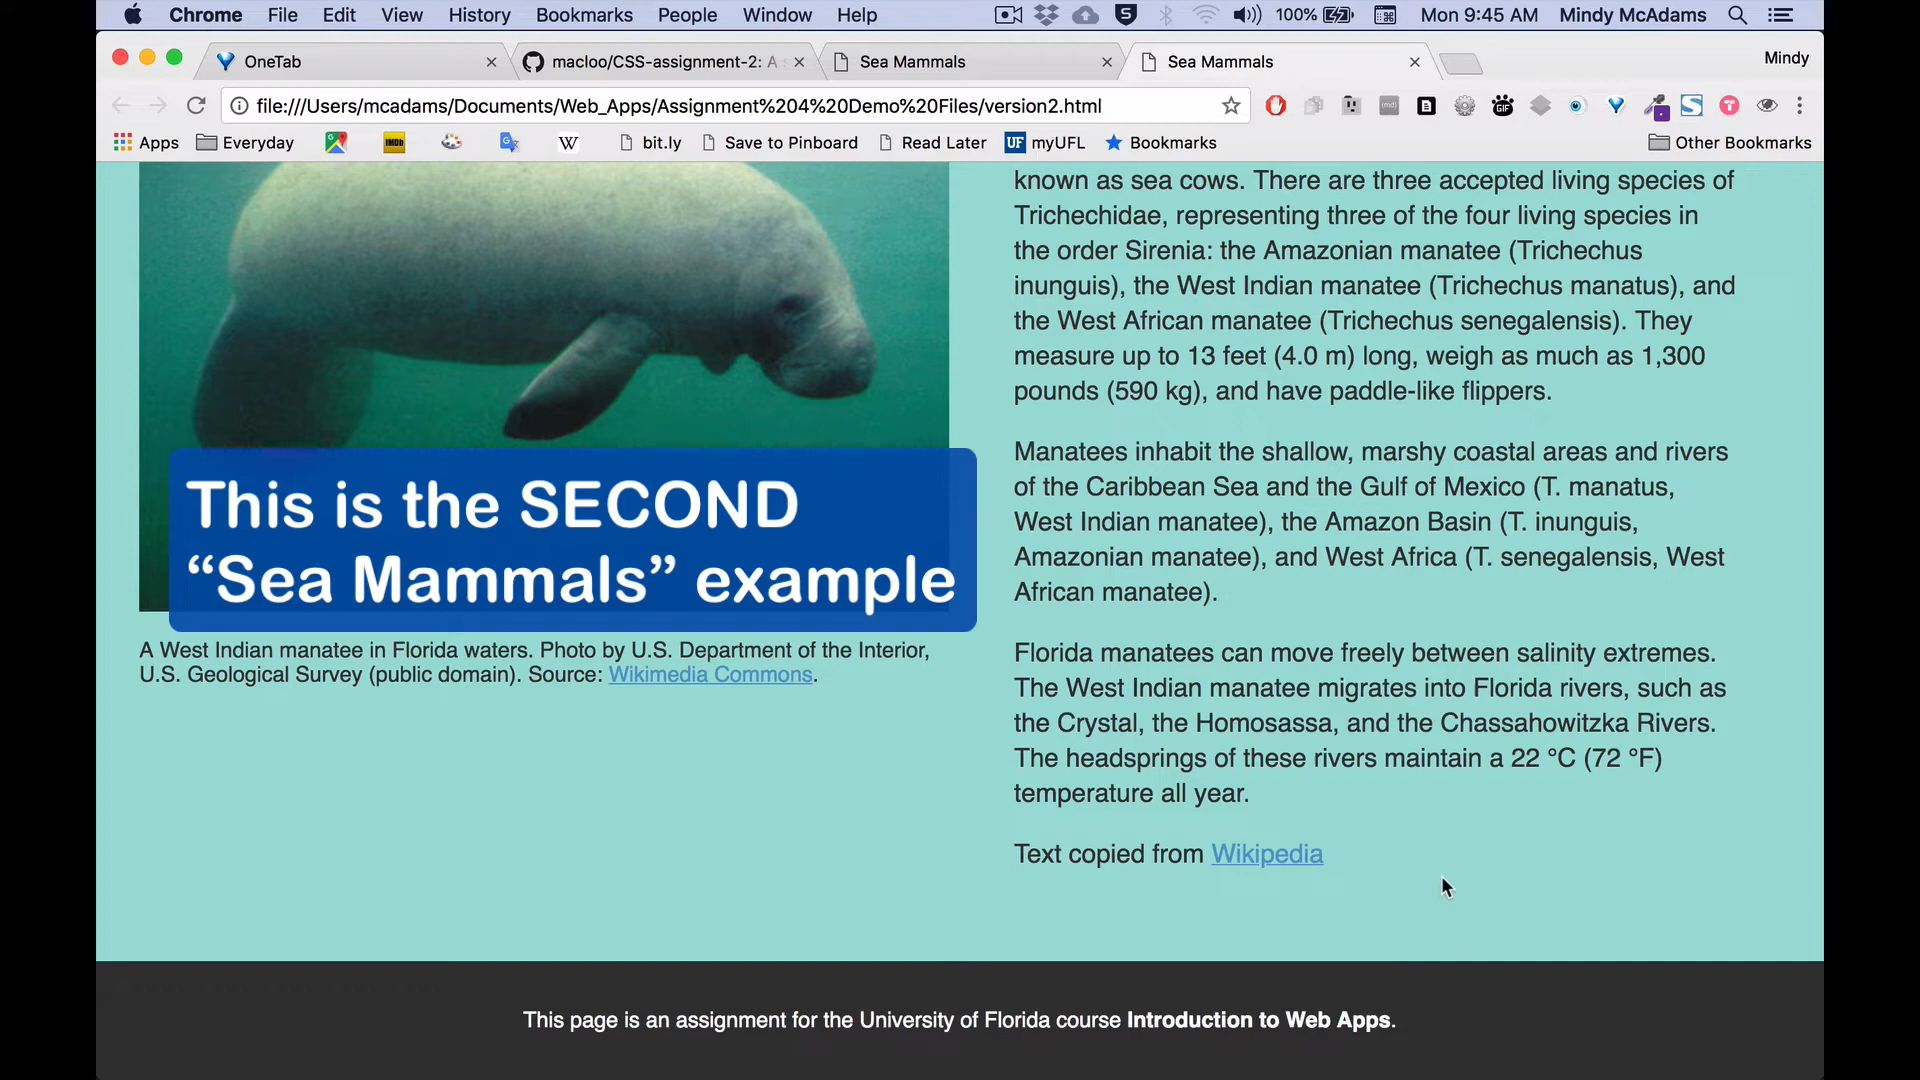 Chrome File Edit View History Bookmarks People Window Help 100% Mon 9:45 AM Mindy McAdams
OneTab macloo/CSS-assignment-2: A s Sea Mammals Sea Mammals Mindy
file:///Users/mcadams/Documents/Web_Apps/Assignment%204%20Demo%20Files/version2.html
Apps Everyday IMDb W bit.ly Save to Pinboard Read Later UF myUFL Bookmarks Other Bookmarks
known as sea cows. There are three accepted living species of
Trichechidae, representing three of the four living species in
the order Sirenia: the Amazonian manatee (Trichechus
inunguis), the West Indian manatee (Trichechus manatus), and
the West African manatee (Trichechus senegalensis). They
measure up to 13 feet (4.0 m) long, weigh as much as 1,300
pounds (590 kg), and have paddle-like flippers.
Manatees inhabit the shallow, marshy coastal areas and rivers
of the Caribbean Sea and the Gulf of Mexico (T. manatus,
West Indian manatee), the Amazon Basin (T. inunguis,
Amazonian manatee), and West Africa (T. senegalensis, West
African manatee).
Florida manatees can move freely between salinity extremes.
The West Indian manatee migrates into Florida rivers, such as
the Crystal, the Homosassa, and the Chassahowitzka Rivers.
The headsprings of these rivers maintain a 22 °C (72 °F)
temperature all year.
Text copied from Wikipedia
This is the SECOND
“Sea Mammals” example
A West Indian manatee in Florida waters. Photo by U.S. Department of the Interior,
U.S. Geological Survey (public domain). Source: Wikimedia Commons.
This page is an assignment for the University of Florida course Introduction to Web Apps.